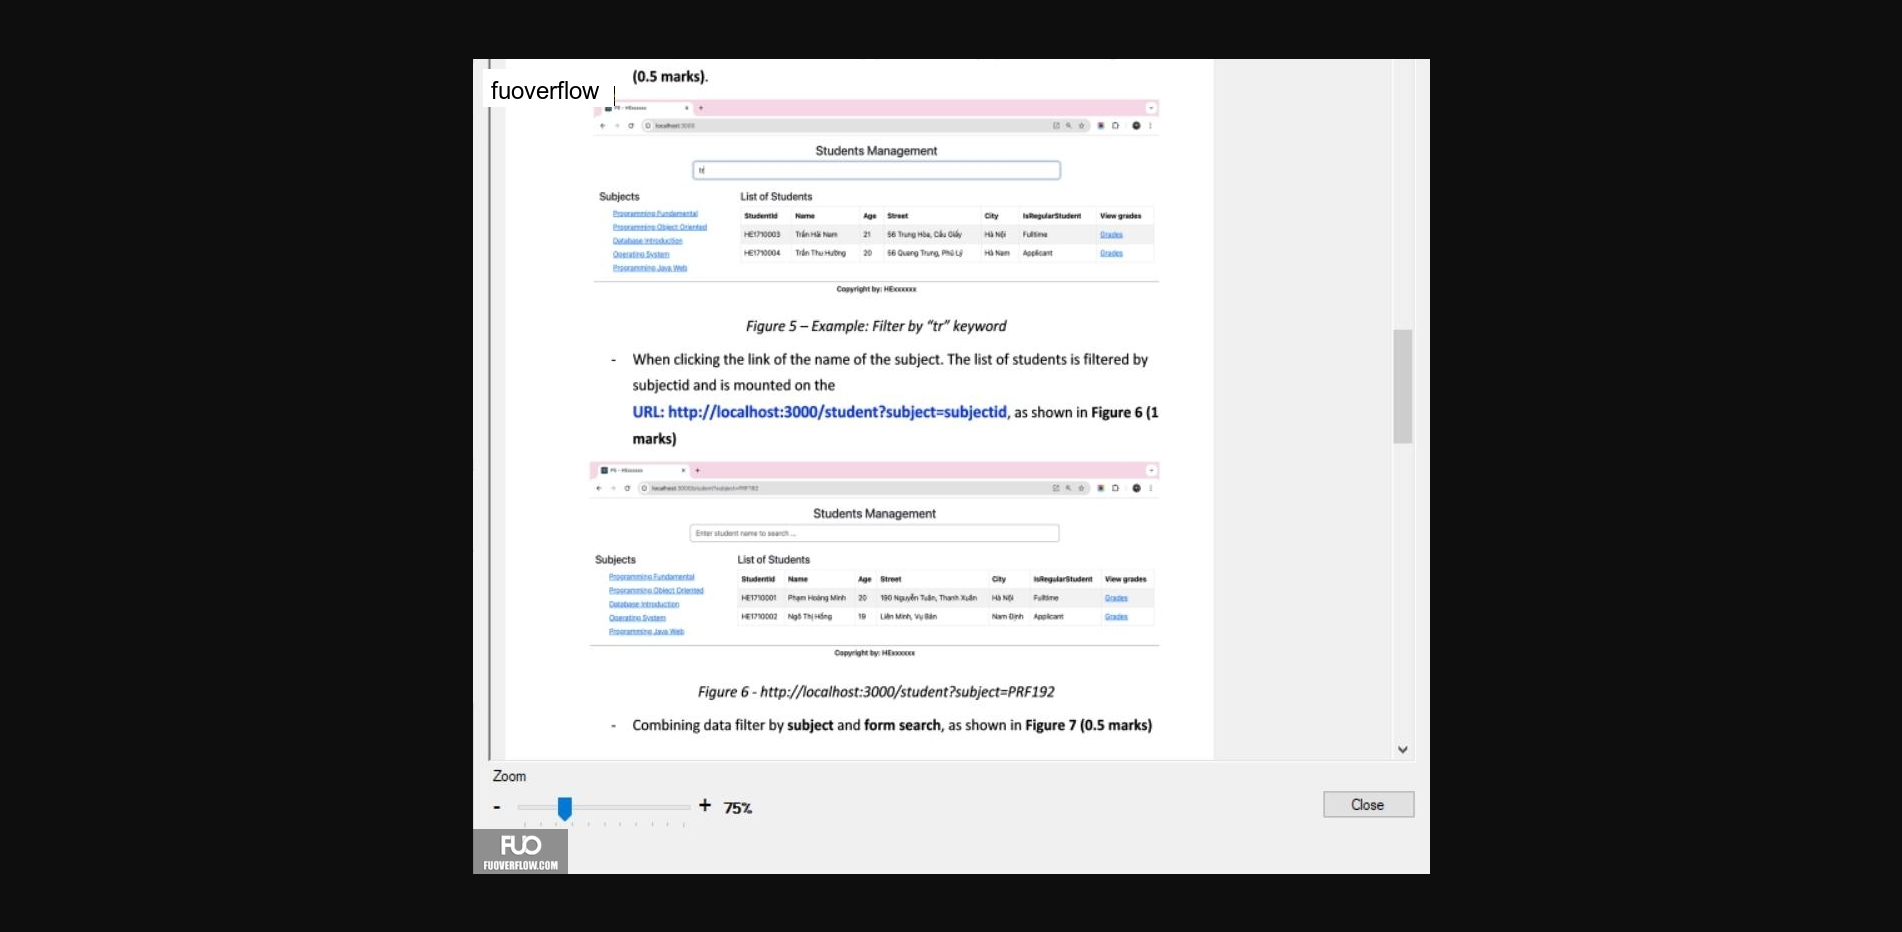 (0.5 marks).
fuoverflow
PE - HExxxxxx
localhost:3000
Students Management
tr
Subjects
List of Students
Programming Fundamental
Programming Object Oriented
Database Introduction
Operating System
Programming Java Web
StudentId Name Age Street City IsRegularStudent View grades
HE1710003 Trần Hải Nam 21 56 Trung Hòa, Cầu Giấy Hà Nội Fulltime Grades
HE1710004 Trần Thu Hường 20 56 Quang Trung, Phủ Lý Hà Nam Applicant Grades
Copyright by: HExxxxxx
Figure 5 – Example: Filter by “tr” keyword
- When clicking the link of the name of the subject. The list of students is filtered by
subjectid and is mounted on the
URL: http://localhost:3000/student?subject=subjectid, as shown in Figure 6 (1
marks)
PE - HExxxxxx
localhost:3000/student?subject=PRF192
Students Management
Enter student name to search ...
Subjects
List of Students
Programming Fundamental
Programming Object Oriented
Database Introduction
Operating System
Programming Java Web
StudentId Name Age Street City IsRegularStudent View grades
HE1710001 Phạm Hoàng Minh 20 190 Nguyễn Tuân, Thanh Xuân Hà Nội Fulltime Grades
HE1710002 Ngô Thị Hồng 19 Liên Minh, Vụ Bản Nam Định Applicant Grades
Copyright by: HExxxxxx
Figure 6 - http://localhost:3000/student?subject=PRF192
- Combining data filter by subject and form search, as shown in Figure 7 (0.5 marks)
Zoom
- + 75%
Close
FUO
FUOVERFLOW.COM